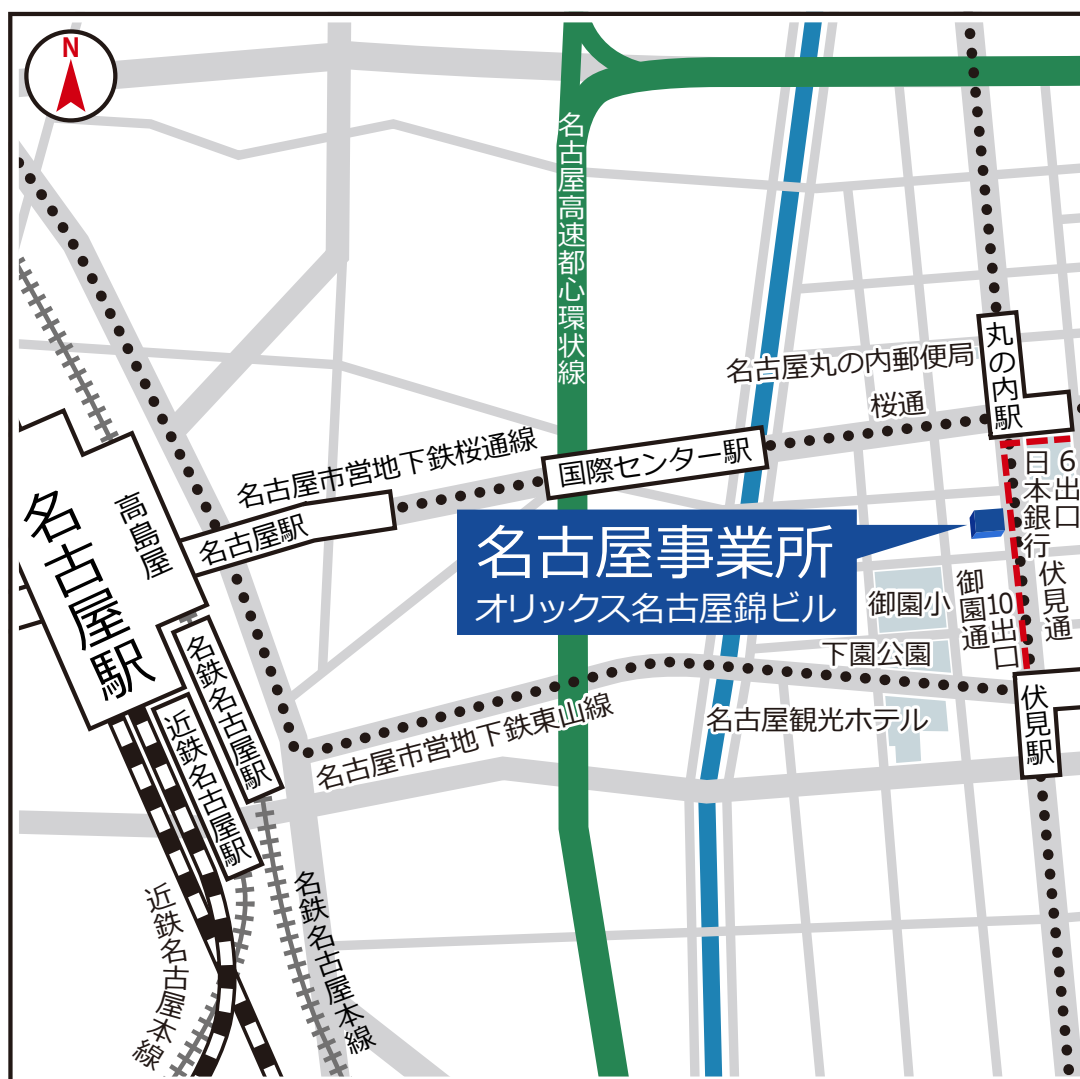 N
名古屋高速都心環状線
丸の内駅
名古屋丸の内郵便局
桜通
名古屋市営地下鉄桜通線
国際センター駅
6出口
日本銀行
高島屋
名古屋駅
名古屋駅
名古屋事業所
オリックス名古屋錦ビル
御園小
御園通
10出口
伏見通
下園公園
名鉄名古屋駅
近鉄名古屋駅
名古屋市営地下鉄東山線
名古屋観光ホテル
伏見駅
近鉄名古屋本線
名鉄名古屋本線